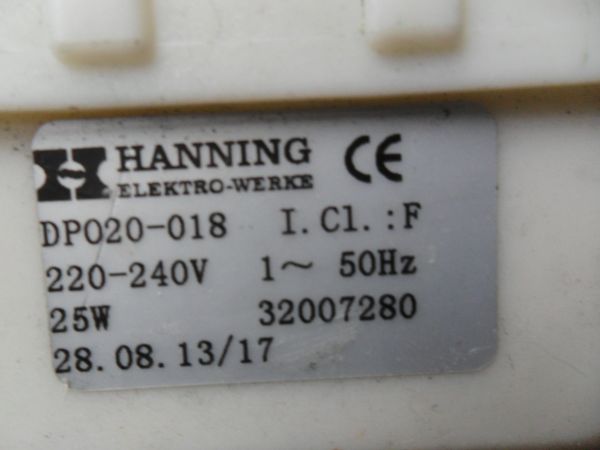 HANNING CE
ELEKTRO-WERKE
DP020-018 I.Cl.:F
220-240V 1~ 50Hz
25W 32007280
28.08.13/17